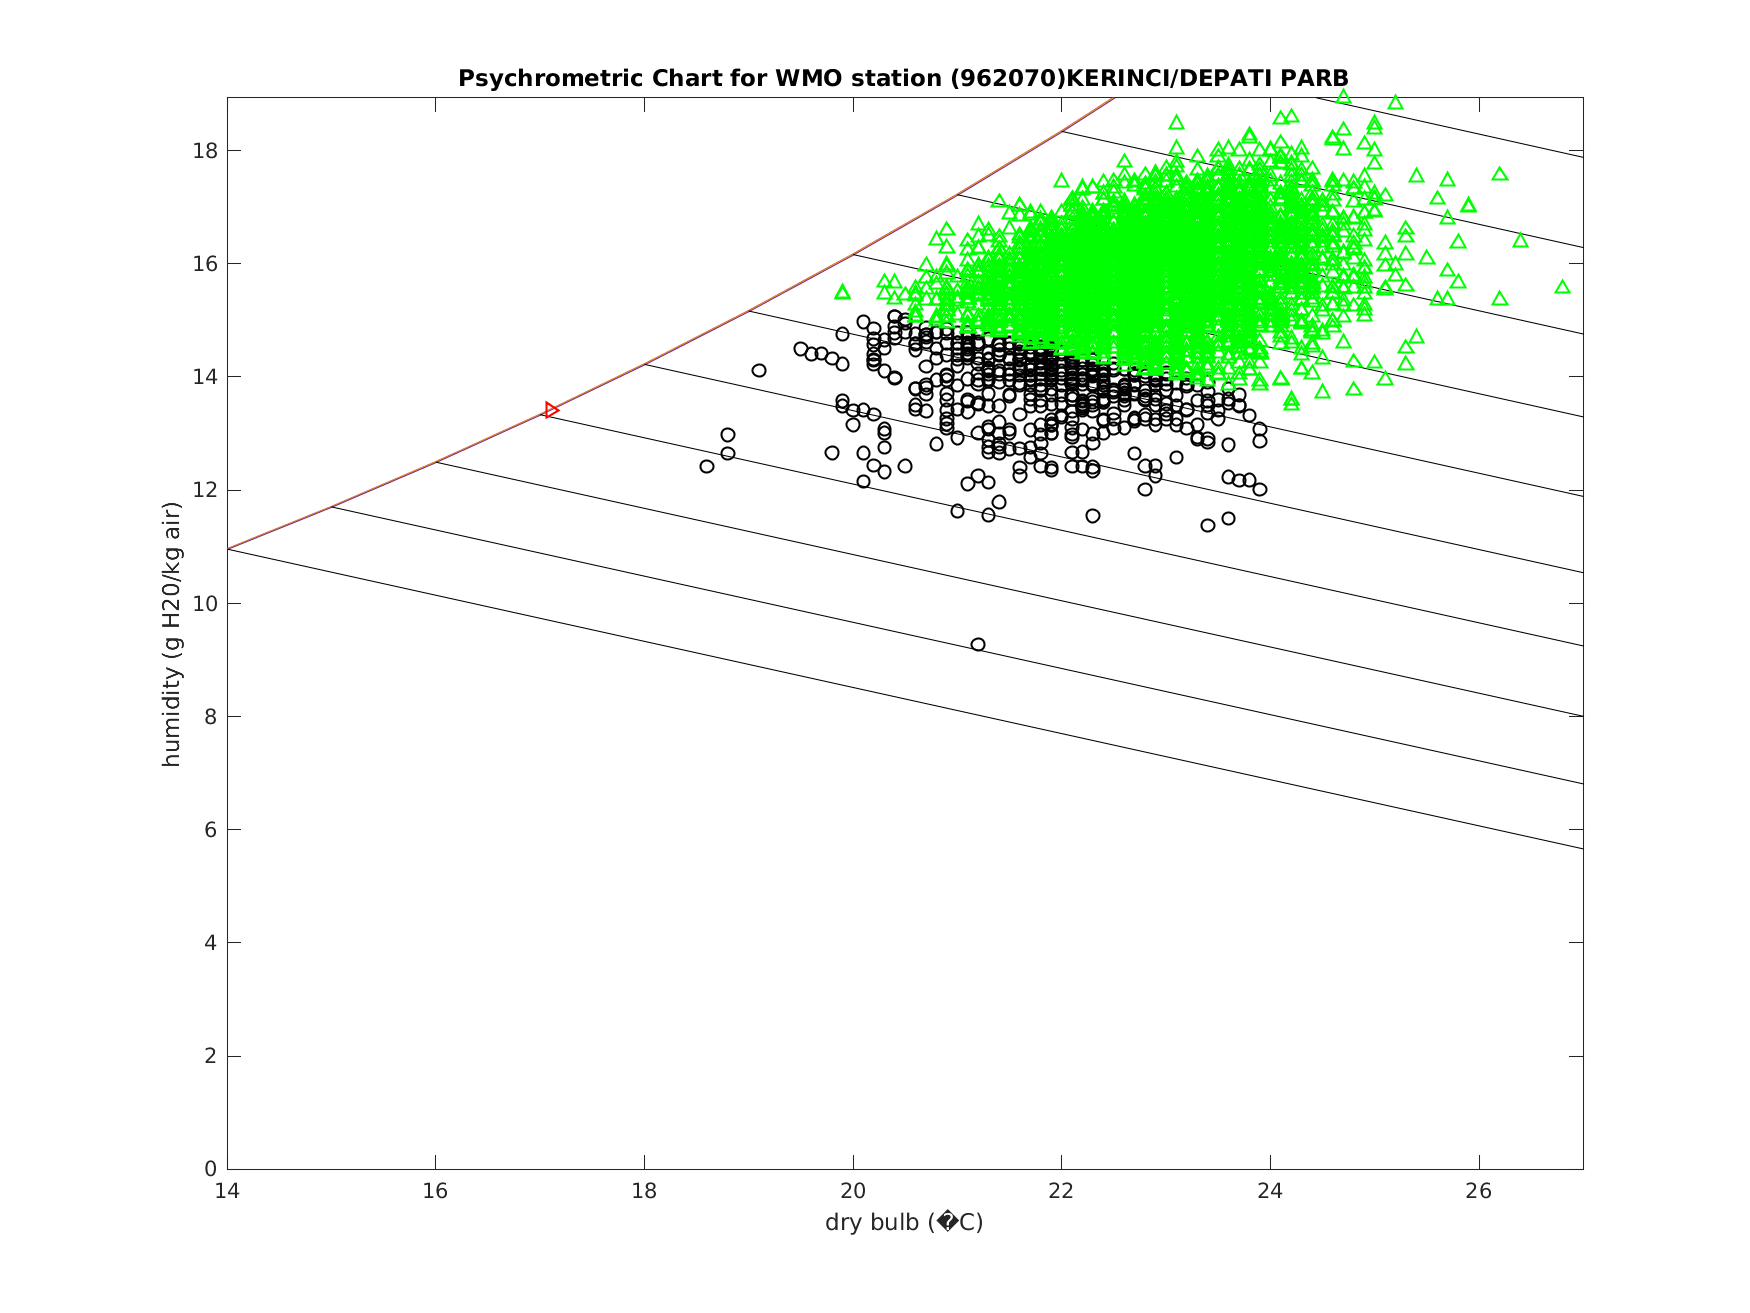 Psychrometric Chart for WMO station (962070)KERINCI/DEPATI PARB
18
16
14
12
10
8
6
4
2
0
humidity (g H20/kg air)
14 16 18 20 22 24 26
dry bulb (�C)